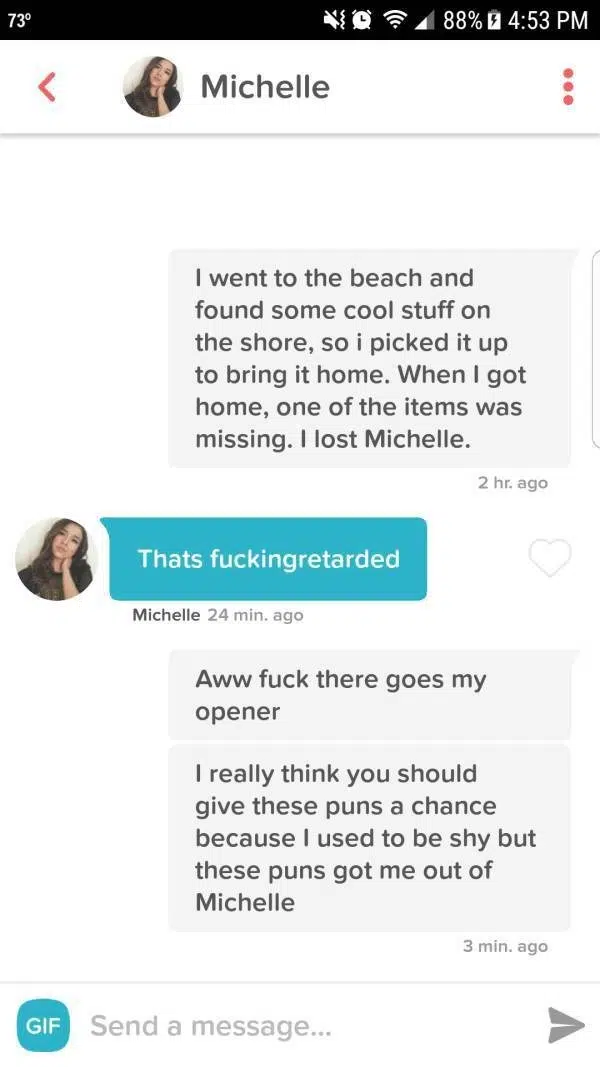 73°
88% 4:53 PM
Michelle
I went to the beach and
found some cool stuff on
the shore, so i picked it up
to bring it home. When I got
home, one of the items was
missing. I lost Michelle.
2 hr. ago
Thats fuckingretarded
Michelle 24 min. ago
Aww fuck there goes my
opener
I really think you should
give these puns a chance
because I used to be shy but
these puns got me out of
Michelle
3 min. ago
GIF Send a message...